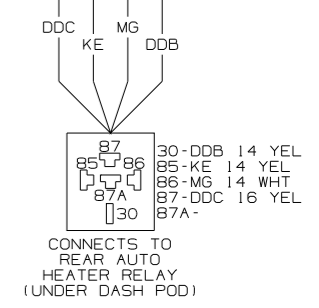 DDC
KE
MG
DDB
87
85
86
87A
30
30-DDB 14 YEL
85-KE 14 YEL
86-MG 14 WHT
87-DDC 16 YEL
87A-
CONNECTS TO
REAR AUTO
HEATER RELAY
(UNDER DASH POD)